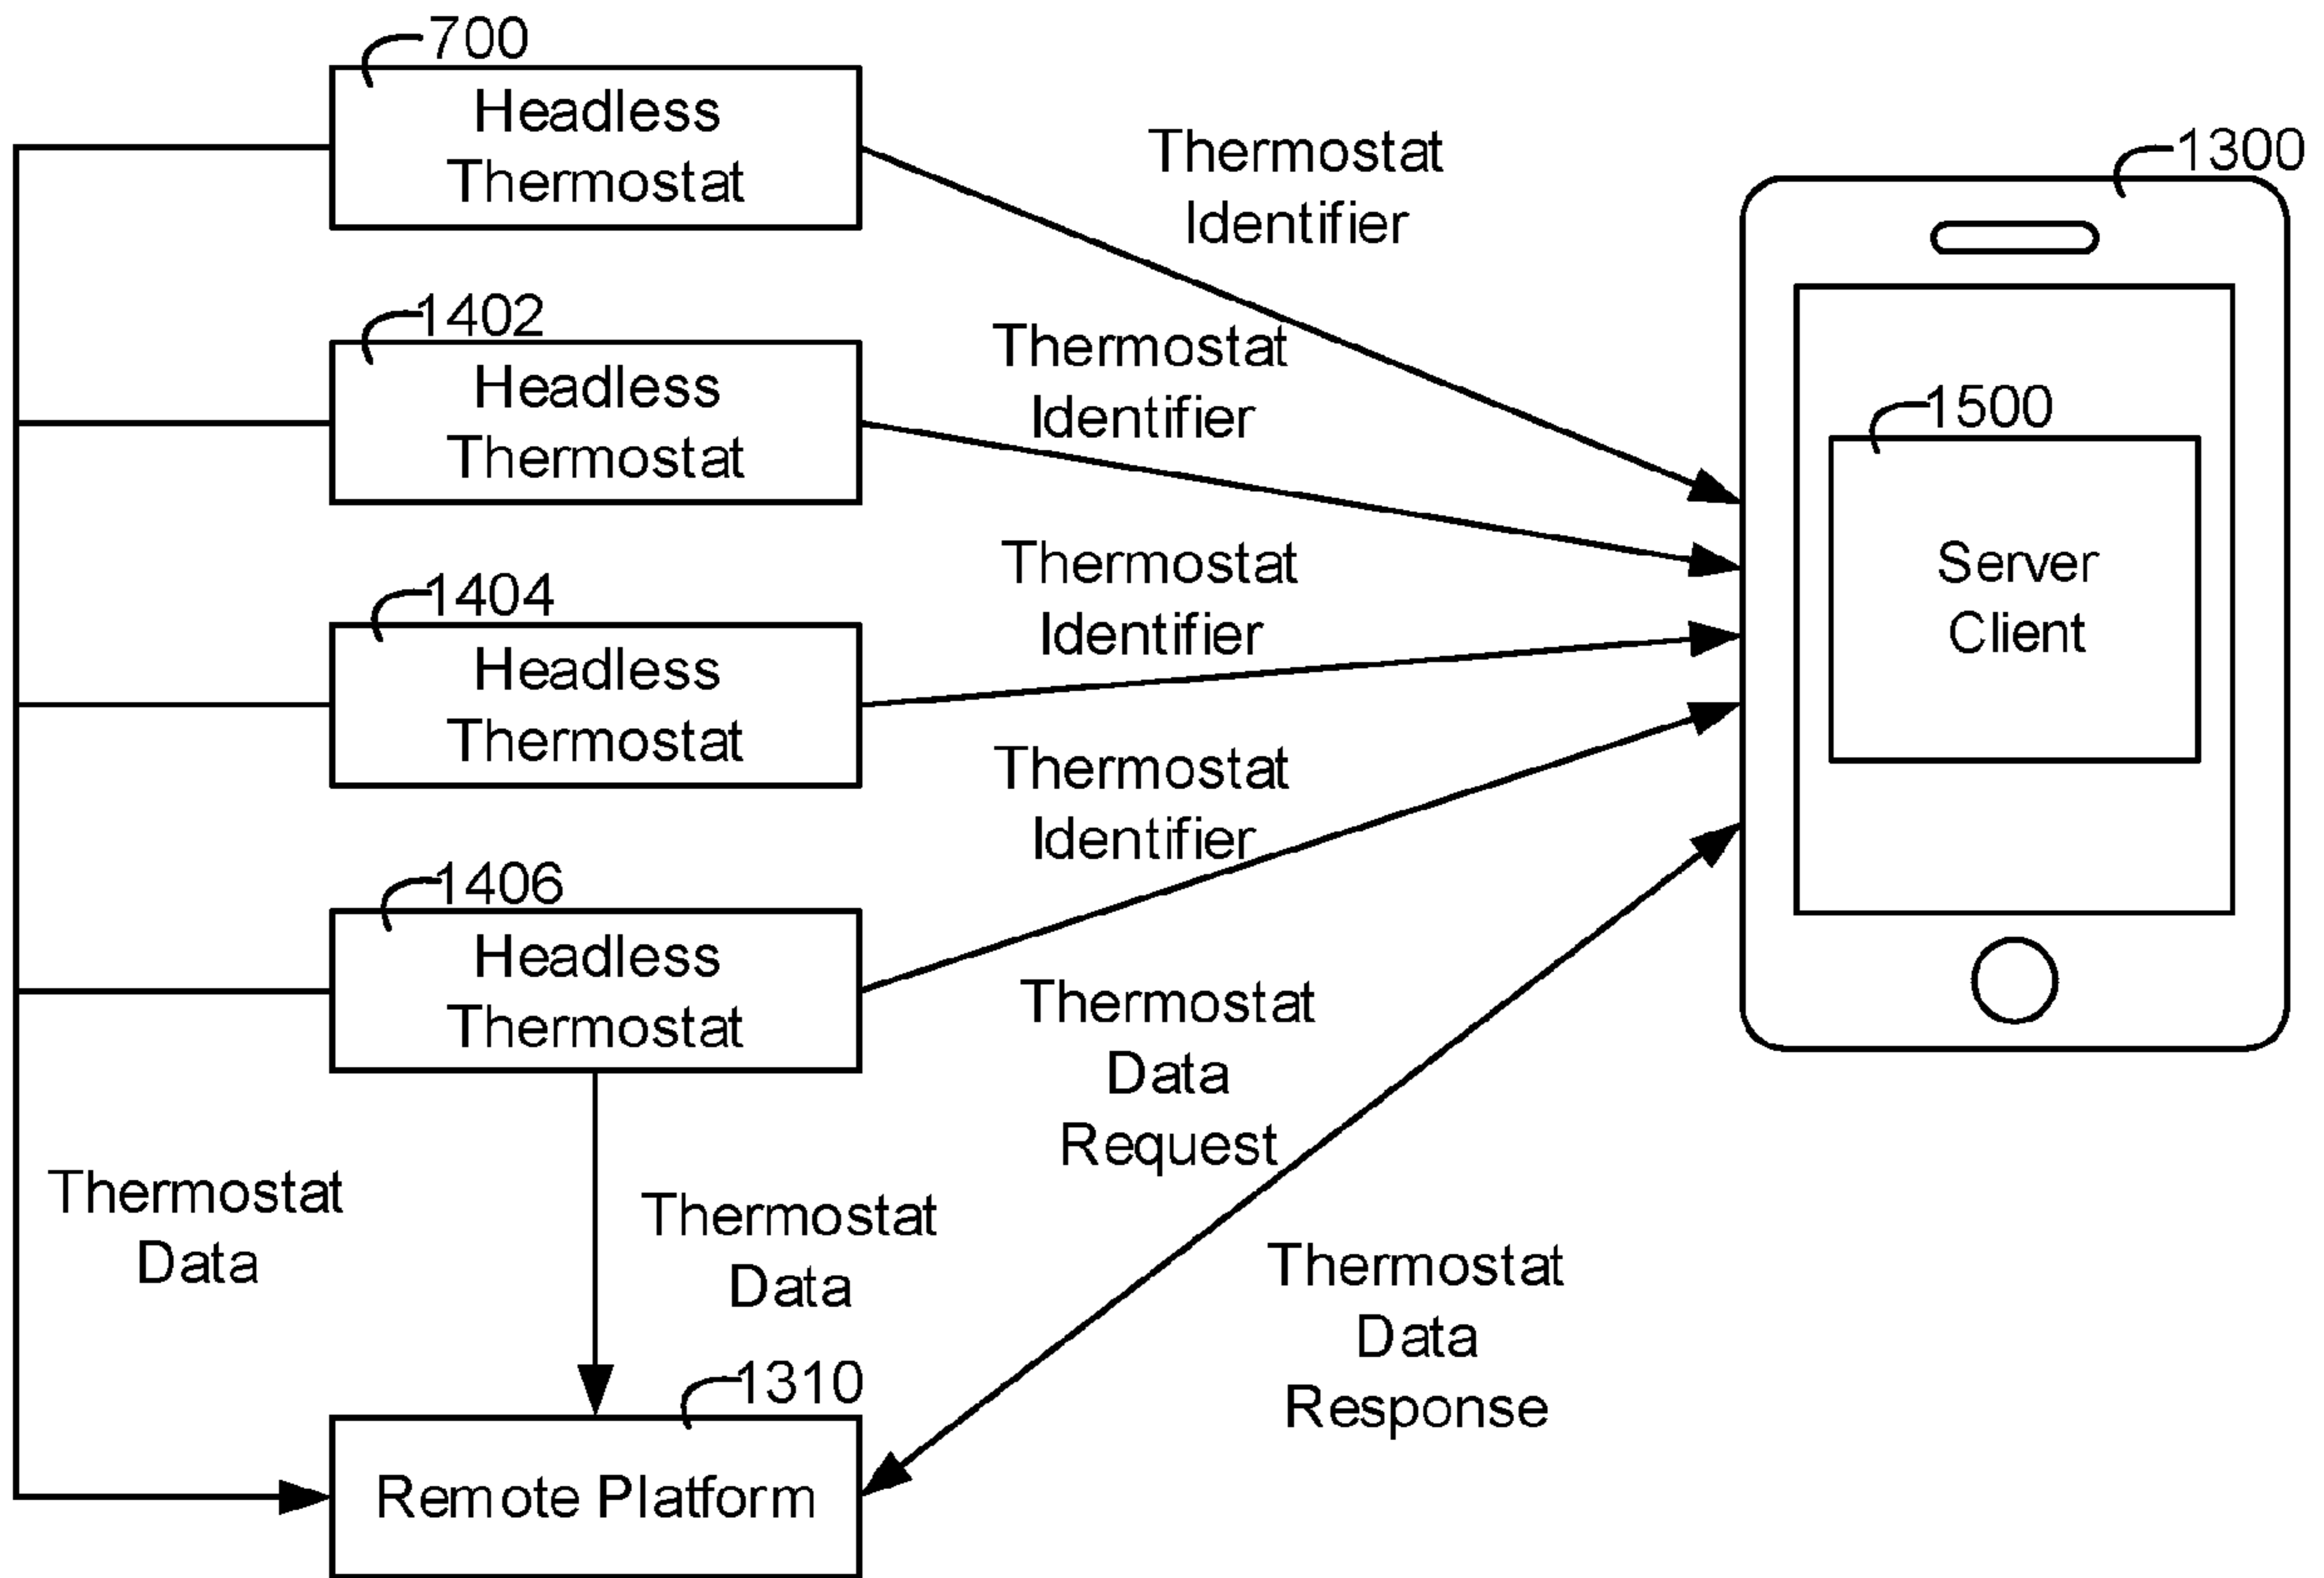 700
Headless
Thermostat
Thermostat
Identifier
1300
1402
Headless
Thermostat
Thermostat
Identifier
1500
Server
Client
1404
Headless
Thermostat
Thermostat
Identifier
1406
Headless
Thermostat
Thermostat
Identifier
Thermostat
Data
Request
Thermostat
Data
Thermostat
Data
Thermostat
Data
Response
1310
Remote Platform